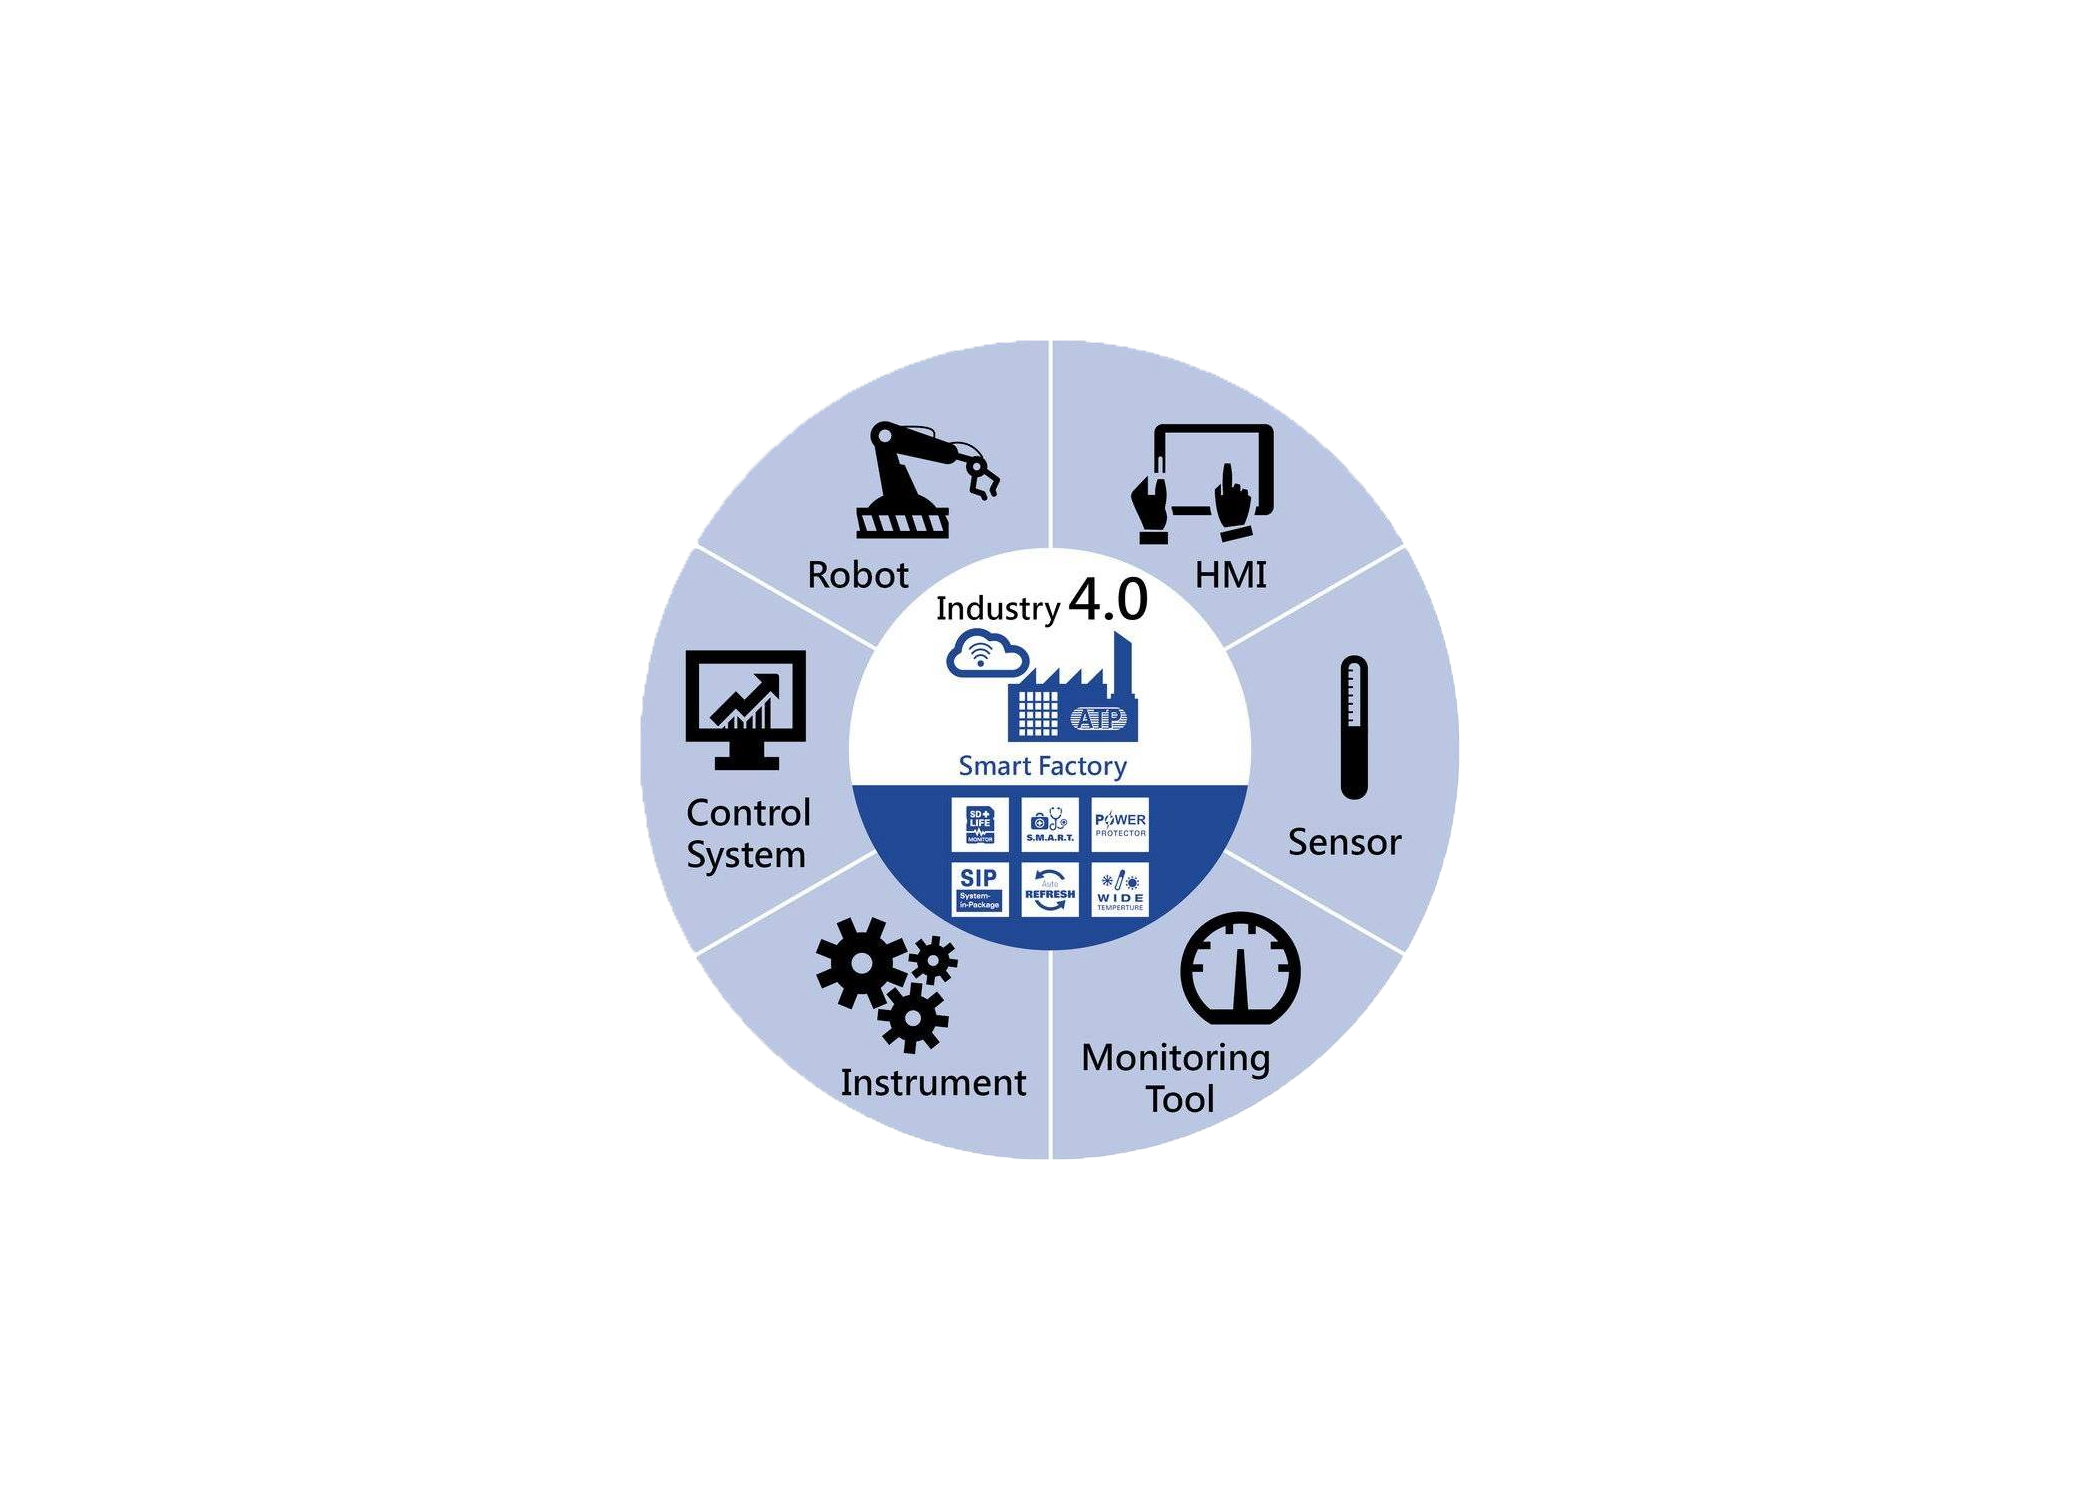 Robot
HMI
Industry 4.0
ATP
Smart Factory
Control
System
Sensor
SD+
LIFE
MONITOR
S.M.A.R.T.
POWER
PROTECTOR
SIP
System-
in-Package
Auto
REFRESH
WIDE
TEMPERTURE
Instrument
Monitoring
Tool